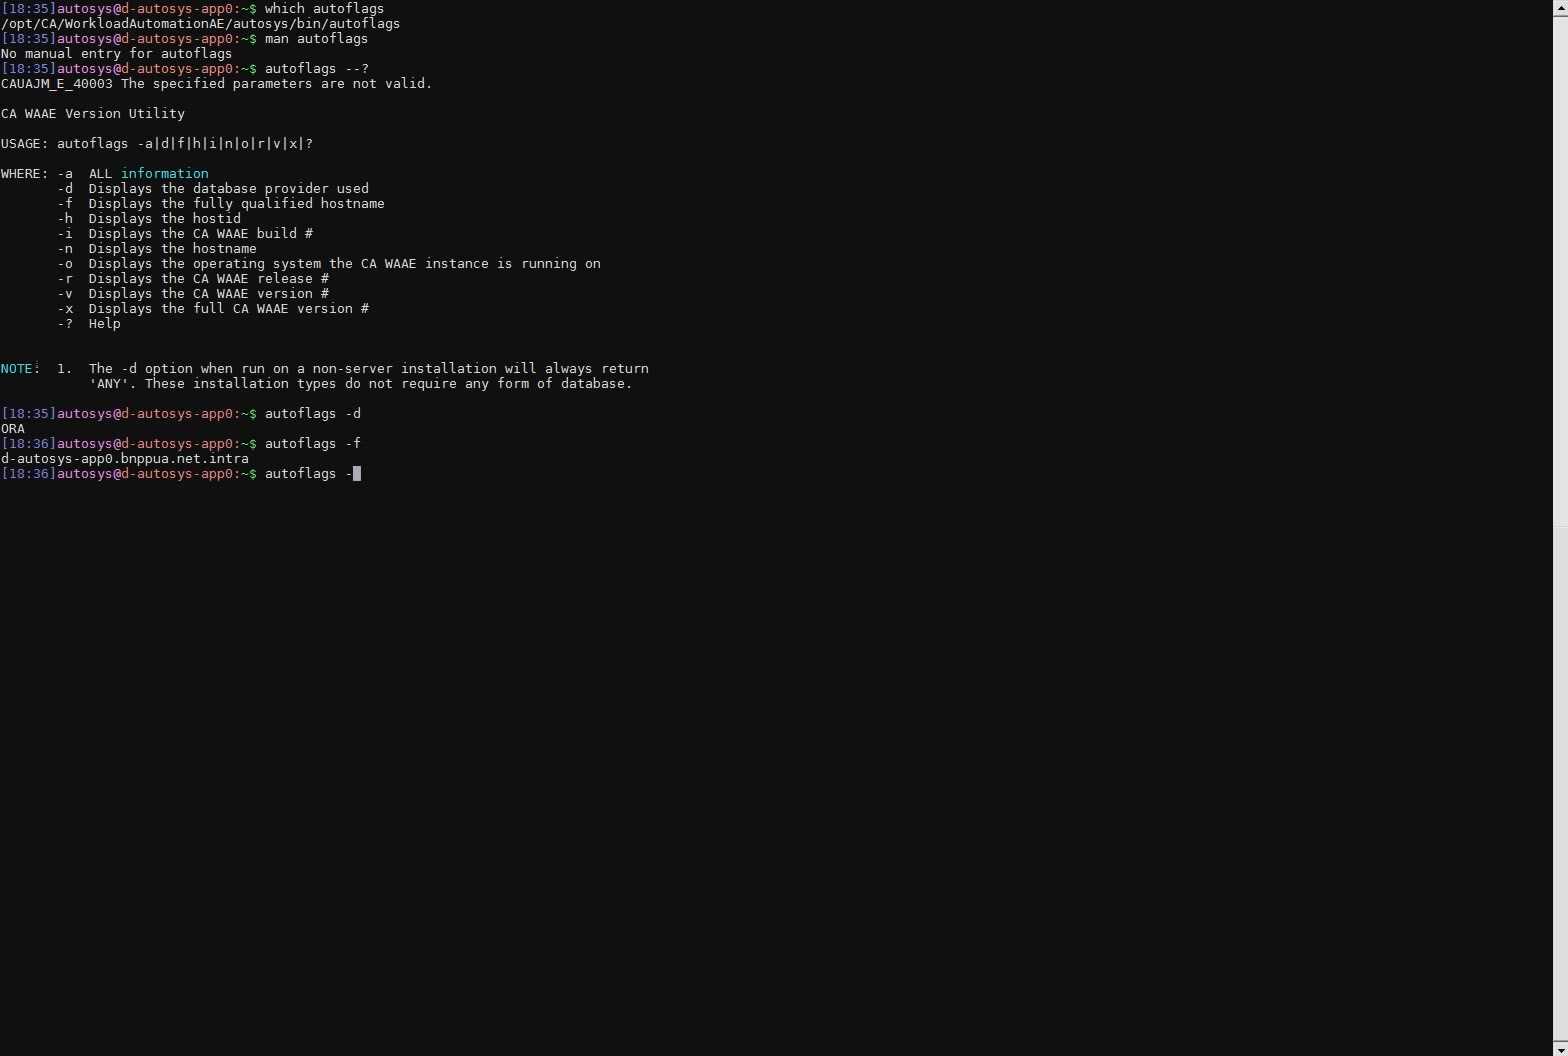 [18:35]autosys@d-autosys-app0:~$ which autoflags
/opt/CA/WorkloadAutomationAE/autosys/bin/autoflags
[18:35]autosys@d-autosys-app0:~$ man autoflags
No manual entry for autoflags
[18:35]autosys@d-autosys-app0:~$ autoflags --?
CAUAJM_E_40003 The specified parameters are not valid.

CA WAAE Version Utility

USAGE: autoflags -a|d|f|h|i|n|o|r|v|x|?

WHERE: -a  ALL information
       -d  Displays the database provider used
       -f  Displays the fully qualified hostname
       -h  Displays the hostid
       -i  Displays the CA WAAE build #
       -n  Displays the hostname
       -o  Displays the operating system the CA WAAE instance is running on
       -r  Displays the CA WAAE release #
       -v  Displays the CA WAAE version #
       -x  Displays the full CA WAAE version #
       -?  Help

NOTE:  1.  The -d option when run on a non-server installation will always return
           'ANY'. These installation types do not require any form of database.

[18:35]autosys@d-autosys-app0:~$ autoflags -d
ORA
[18:36]autosys@d-autosys-app0:~$ autoflags -f
d-autosys-app0.bnppua.net.intra
[18:36]autosys@d-autosys-app0:~$ autoflags -